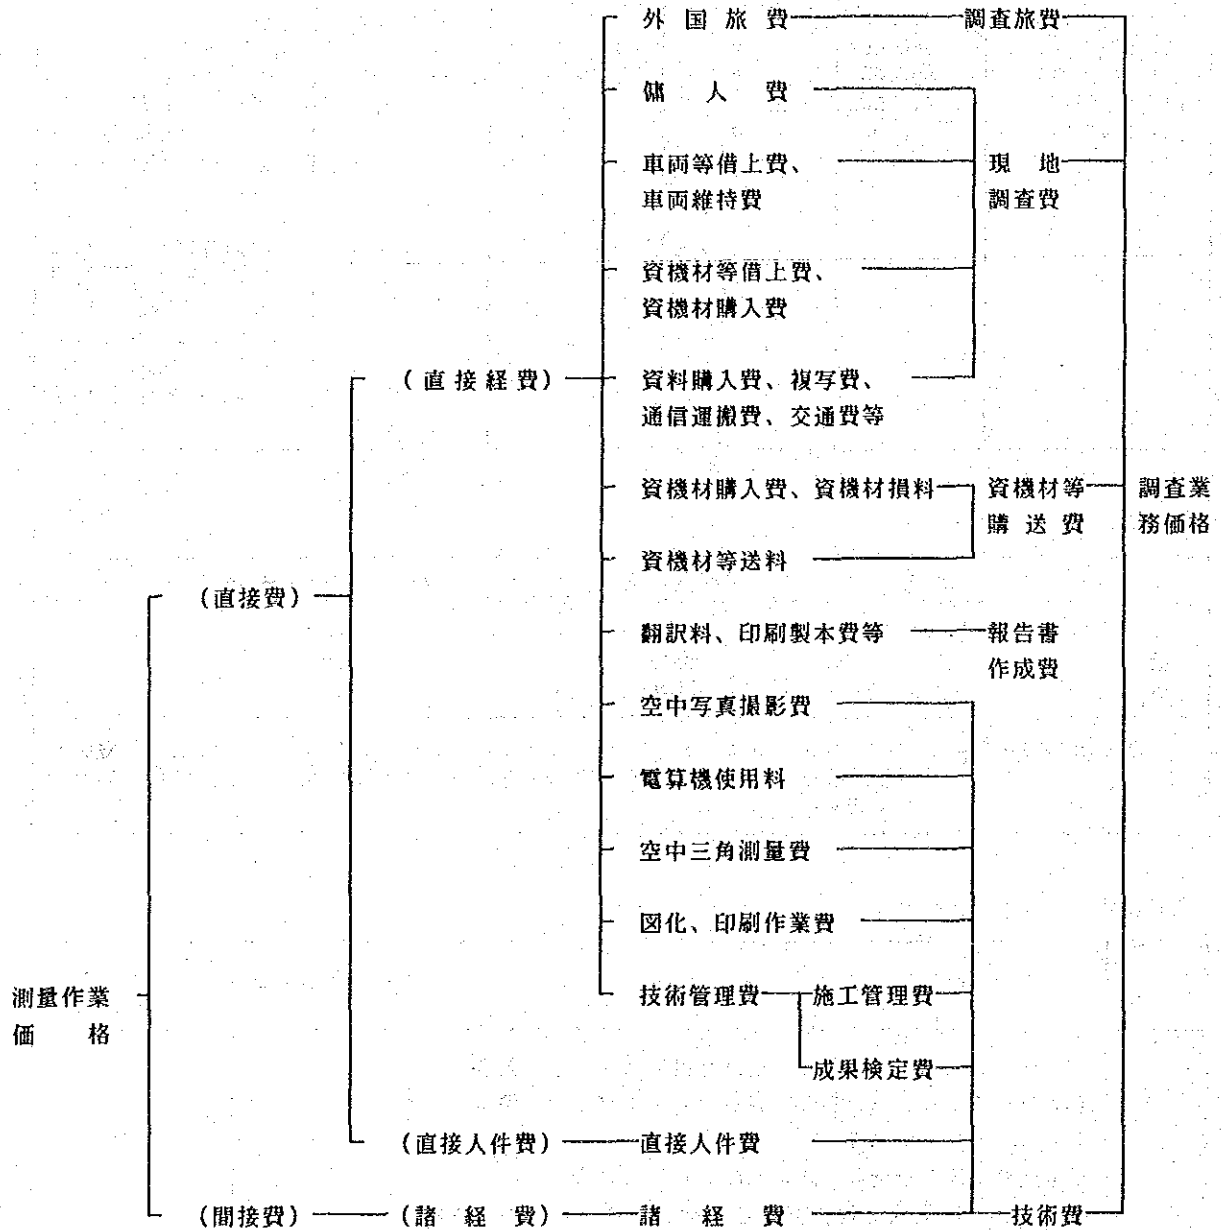 外国旅費 調査旅費
傭人費
車両等借上費、 現地
車両維持費 調査費
資機材等借上費、
資機材購入費
(直接経費) 資料購入費、複写費、
通信運搬費、交通費等
資機材購入費、資機材損料 資機材等 調査業
購送費 務価格
資機材等送料
(直接費)
翻訳料、印刷製本費等 報告書
作成費
空中写真撮影費
電算機使用料
空中三角測量費
図化、印刷作業費
測量作業 技術管理費 施工管理費
価格
成果検定費
(直接人件費) 直接人件費
(間接費) (諸経費) 諸経費 技術費